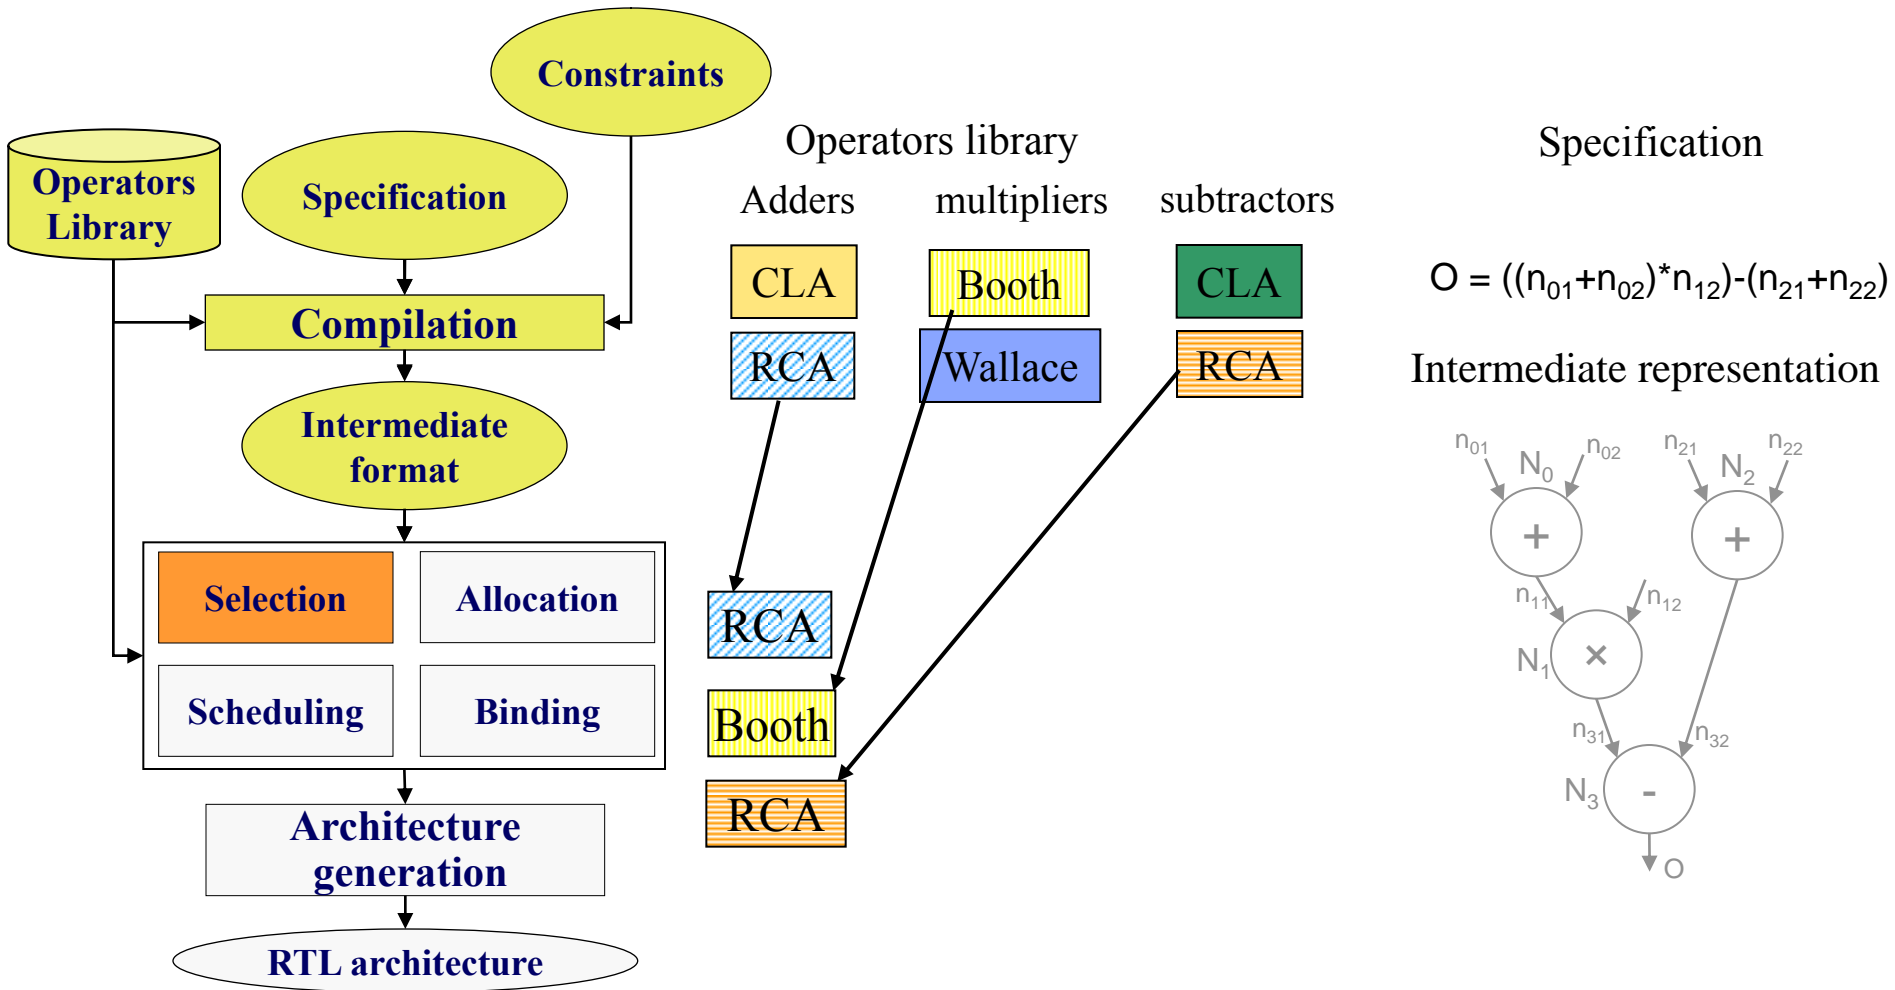 Constraints
Operators
Library
Specification
Compilation
Intermediate
format
Selection
Allocation
Scheduling
Binding
Architecture
generation
RTL architecture
Operators library
Adders
multipliers
subtractors
CLA
Booth
CLA
RCA
Wallace
RCA
RCA
Booth
RCA
Specification
O = ((n01+n02)*n12)-(n21+n22)
Intermediate representation
n01
N0
n02
n21
N2
n22
+
+
n11
n12
N1
×
n31
n32
N3
-
O